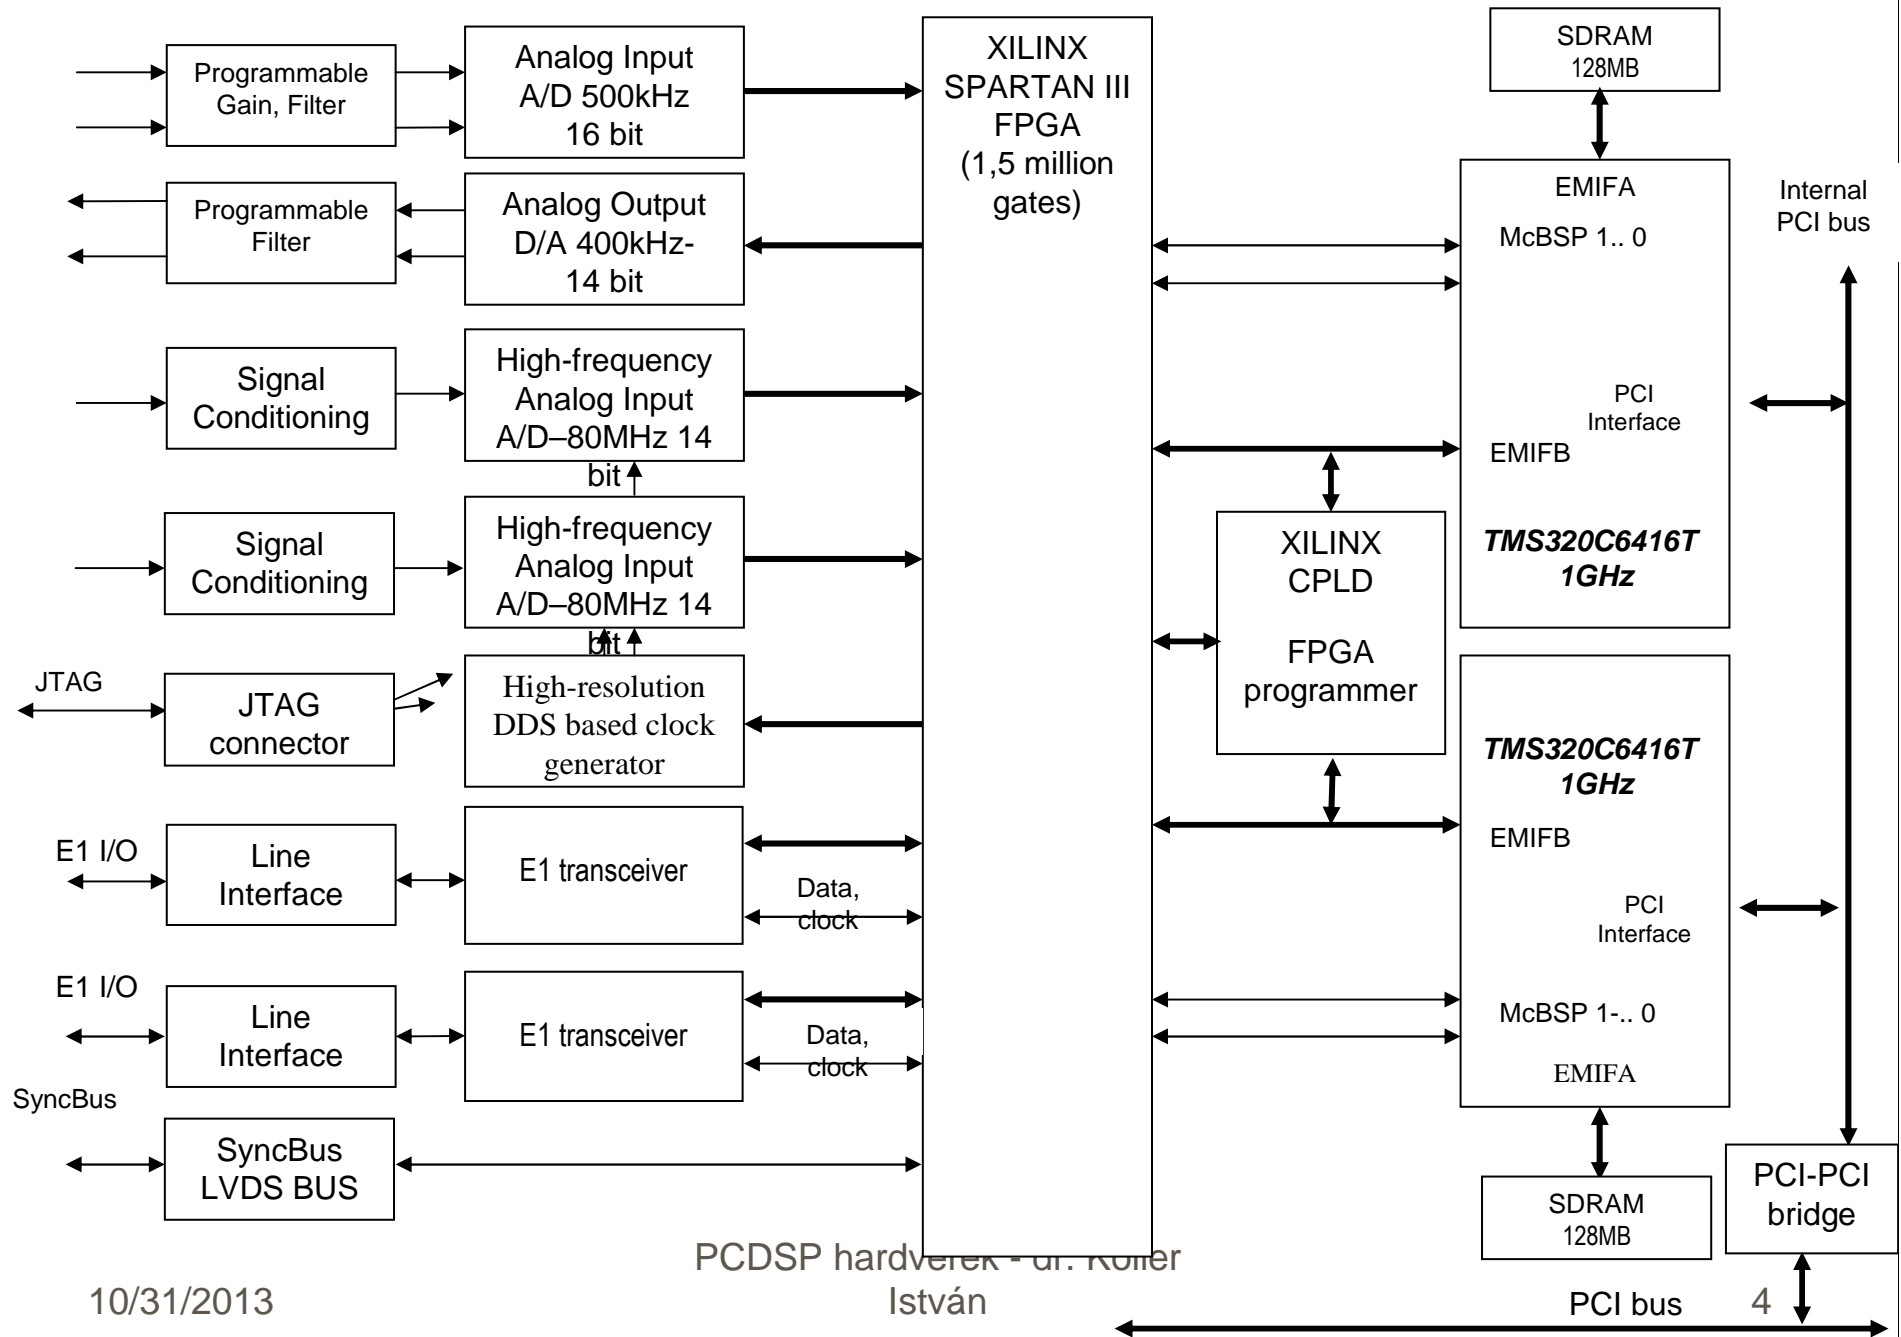 Programmable
Gain, Filter
Analog Input
A/D 500kHz
16 bit
XILINX
SPARTAN III
FPGA
(1,5 million
gates)
SDRAM
128MB
Programmable
Filter
Analog Output
D/A 400kHz-
14 bit
EMIFA
McBSP 1.. 0
Internal
PCI bus
Signal
Conditioning
High-frequency
Analog Input
A/D–80MHz 14
bit
PCI
Interface
EMIFB
TMS320C6416T
1GHz
Signal
Conditioning
High-frequency
Analog Input
A/D–80MHz 14
bit
XILINX
CPLD
FPGA
programmer
JTAG
JTAG
connector
High-resolution
DDS based clock
generator
TMS320C6416T
1GHz
EMIFB
PCI
Interface
E1 I/O
Line
Interface
E1 transceiver
Data,
clock
E1 I/O
Line
Interface
E1 transceiver
Data,
clock
McBSP 1-.. 0
EMIFA
SyncBus
SyncBus
LVDS BUS
SDRAM
128MB
PCI-PCI
bridge
PCDSP hardverek - dr. Koller
István
10/31/2013
PCI bus
4